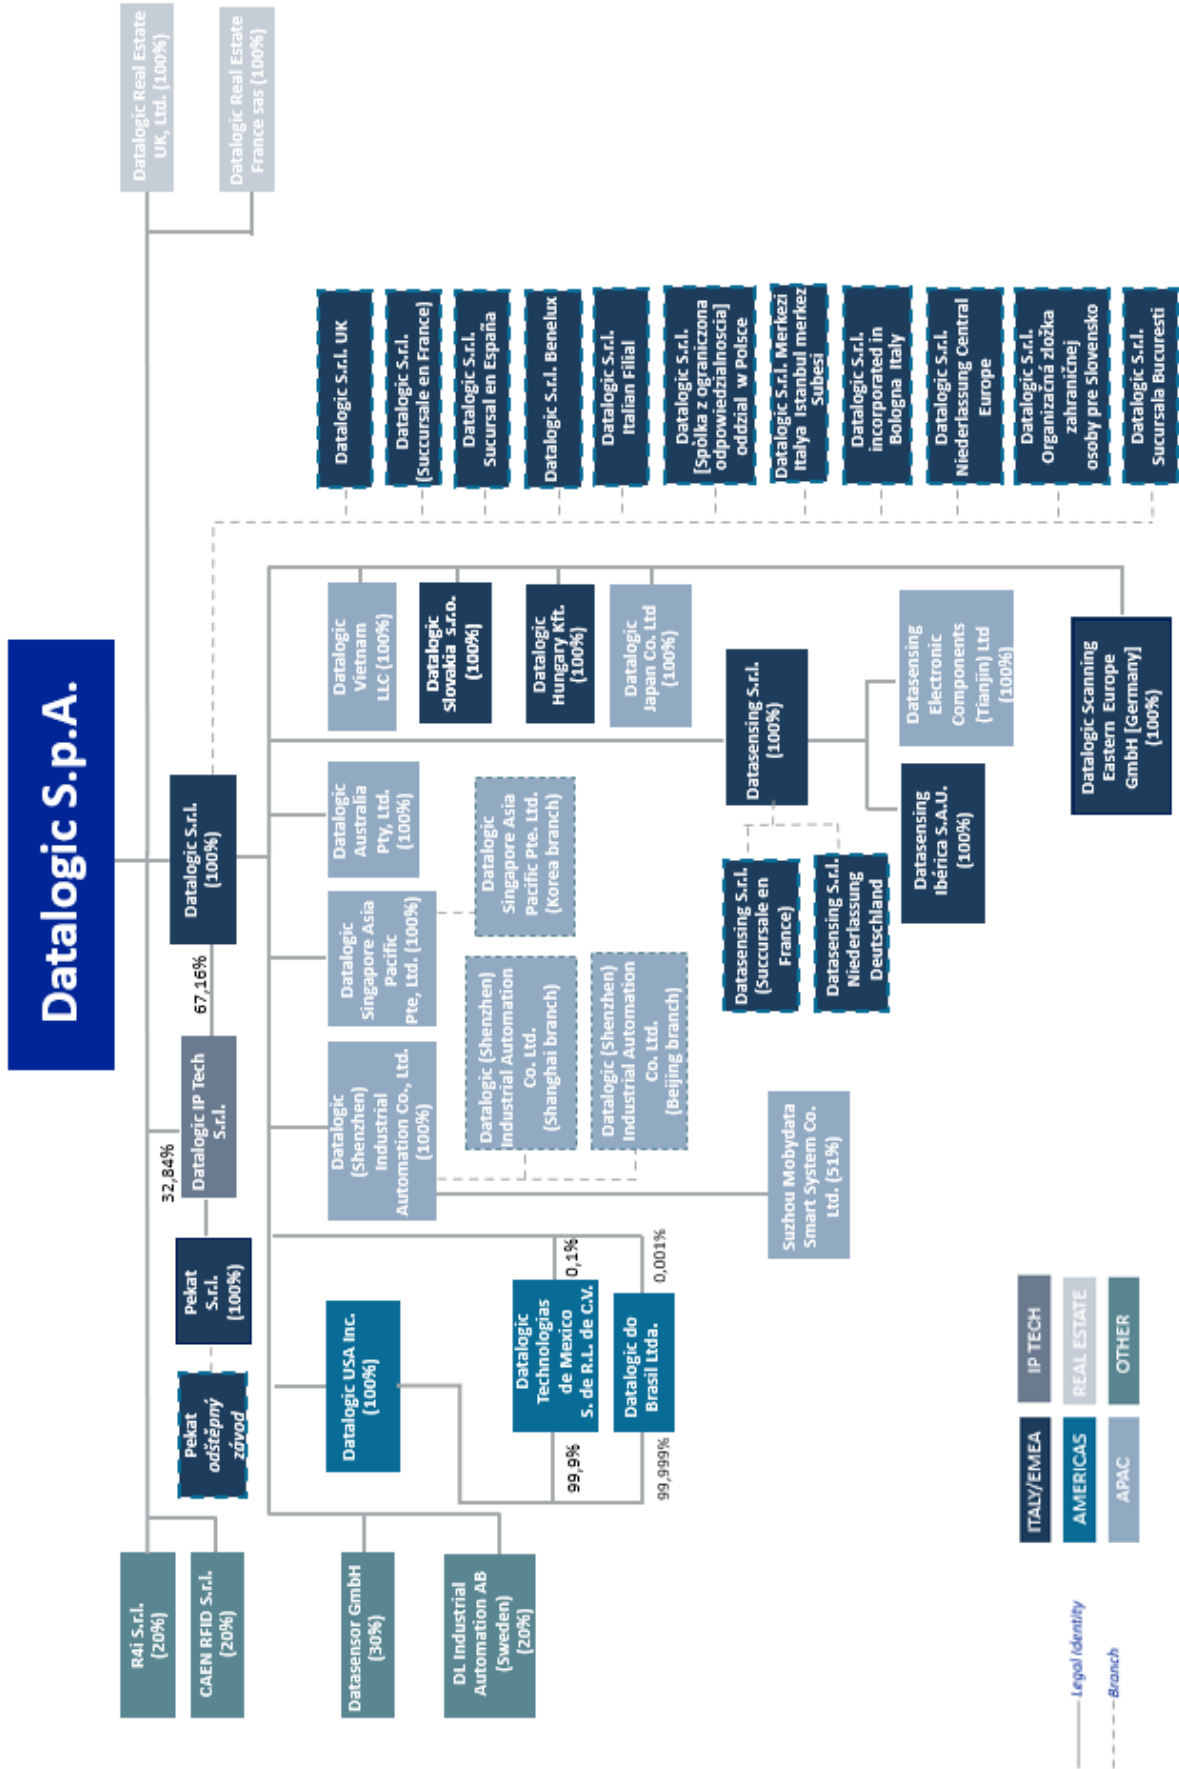 Datalogic S.p.A.
R4i S.r.l.
(20%)
CAEN RFID S.r.l.
(20%)
Datalogic Real Estate
UK, Ltd. (100%)
Datalogic Real Estate
France sas (100%)
32,84%
67,16%
Pekat
odštěpný
závod
Pekat
S.r.l.
(100%)
Datalogic IP Tech
S.r.l.
Datalogic S.r.l.
(100%)
Datasensor GmbH
(30%)
DL Industrial
Automation AB
(Sweden)
(20%)
Datalogic USA Inc.
(100%)
99,9%
Datalogic
Technologias
de Mexico
S. de R.L. de C.V.
0,1%
99,999%
Datalogic do
Brasil Ltda.
0,001%
Datalogic
(Shenzhen)
Industrial
Automation Co., Ltd.
(100%)
Datalogic (Shenzhen)
Industrial Automation
Co. Ltd.
(Shanghai branch)
Datalogic (Shenzhen)
Industrial Automation
Co. Ltd.
(Beijing branch)
Suzhou Mobydata
Smart System Co.
Ltd. (51%)
Datalogic
Singapore Asia
Pacific
Pte, Ltd. (100%)
Datalogic
Singapore Asia
Pacific Pte. Ltd.
(Korea branch)
Datalogic
Australia
Pty, Ltd.
(100%)
Datasensing S.r.l.
(100%)
Datasensing S.r.l.
(Succursale en
France)
Datasensing S.r.l.
Niederlassung
Deutschland
Datasensing
Ibérica S.A.U.
(100%)
Datasensing
Electronic
Components
(Tianjin) Ltd
(100%)
Datalogic
Vietnam
LLC (100%)
Datalogic
Slovakia s.r.o.
(100%)
Datalogic
Hungary Kft.
(100%)
Datalogic
Japan Co. Ltd
(100%)
Datalogic Scanning
Eastern Europe
GmbH [Germany]
(100%)
Datalogic S.r.l. UK
Datalogic S.r.l.
(Succursale en France)
Datalogic S.r.l.
Sucursal en España
Datalogic S.r.l. Benelux
Datalogic S.r.l.
Italian Filial
Datalogic S.r.l.
[Spolka z ograniczona
odpowiedzialnoscia]
oddzial w Polsce
Datalogic S.r.l. Merkezi
Italya Istanbul merkez
Subesi
Datalogic S.r.l.
incorporated in
Bologna Italy
Datalogic S.r.l.
Niederlassung Central
Europe
Datalogic S.r.l.
Organizačná zložka
zahraničnej
osoby pre Slovensko
Datalogic S.r.l.
Sucursala Bucuresti
Legal Identity
Branch
ITALY/EMEA
IP TECH
AMERICAS
REAL ESTATE
APAC
OTHER